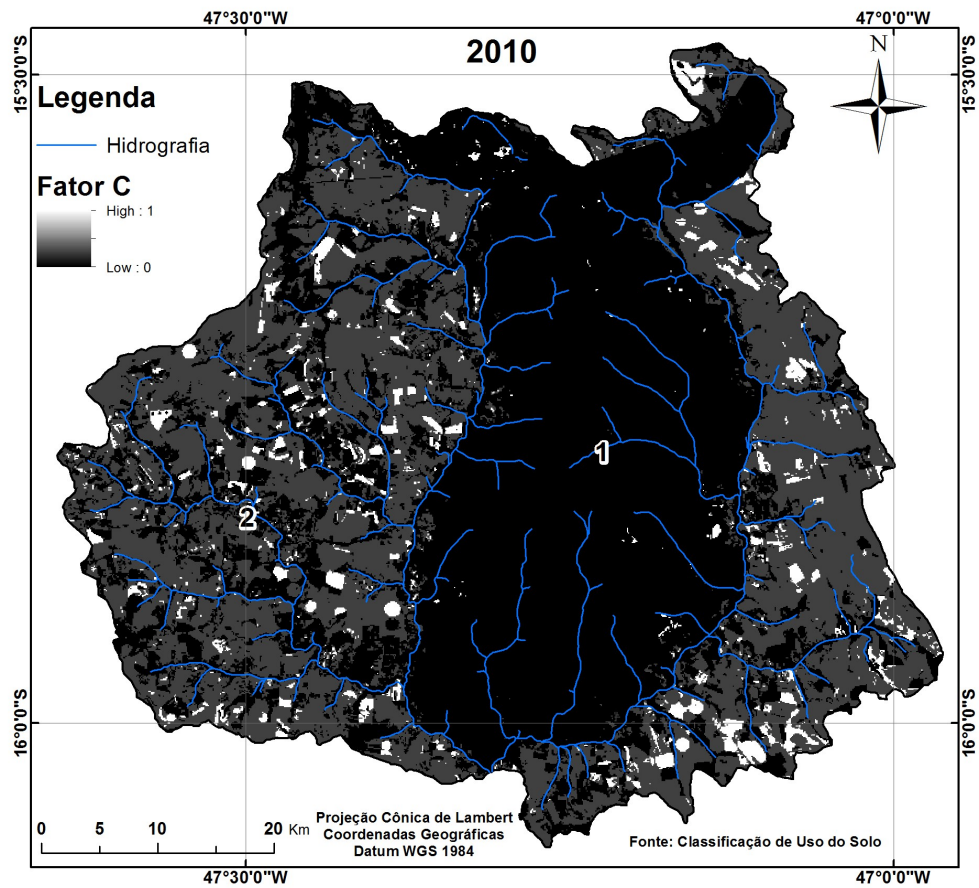 47°30'0"W
47°0'0"W
2010
N
15°30'0"S
15°30'0"S
Legenda
Hidrografia
Fator C
High : 1
Low : 0
1
2
16°0'0"S
16°0'0"S
0 5 10 20 Km
Projeção Cônica de Lambert
Coordenadas Geográficas
Datum WGS 1984
Fonte: Classificação de Uso do Solo
47°30'0"W
47°0'0"W